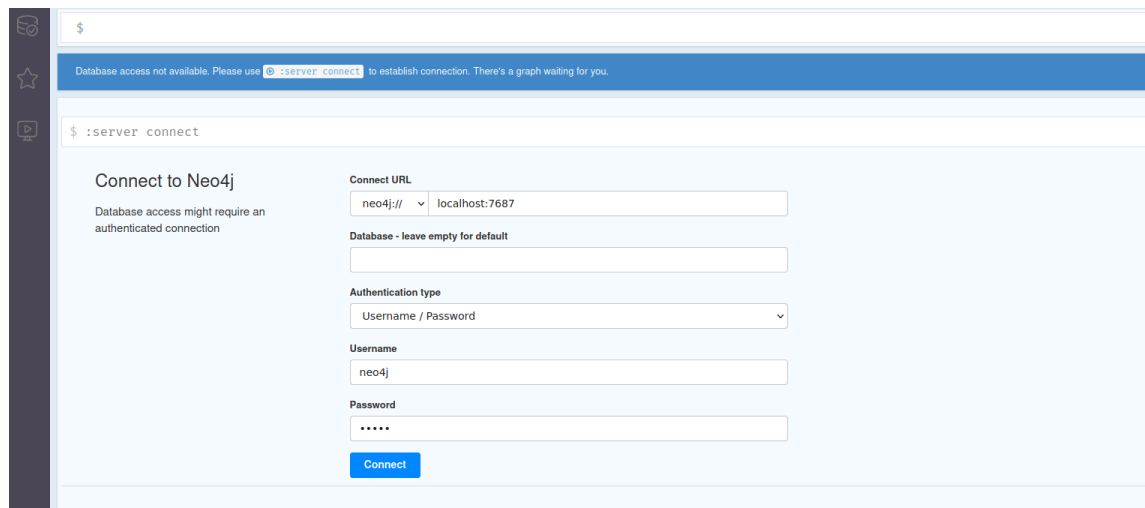 $
Database access not available. Please use :server connect to establish connection. There's a graph waiting for you.
$ :server connect
Connect to Neo4j
Database access might require an
authenticated connection
Connect URL
neo4j:// localhost:7687
Database - leave empty for default
Authentication type
Username / Password
Username
neo4j
Password
•••••
Connect